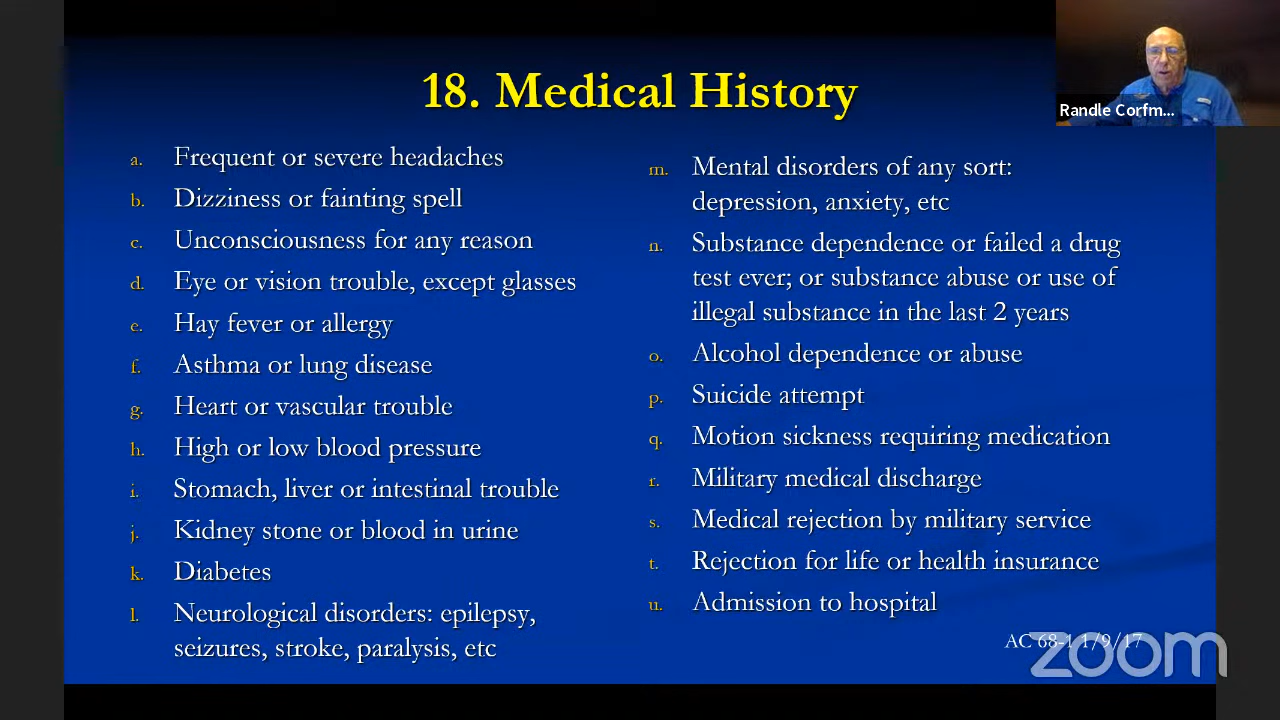 18. Medical History
Randle Corfm...
a. Frequent or severe headaches
b. Dizziness or fainting spell
c. Unconsciousness for any reason
d. Eye or vision trouble, except glasses
e. Hay fever or allergy
f. Asthma or lung disease
g. Heart or vascular trouble
h. High or low blood pressure
i. Stomach, liver or intestinal trouble
j. Kidney stone or blood in urine
k. Diabetes
l. Neurological disorders: epilepsy,
seizures, stroke, paralysis, etc
m. Mental disorders of any sort:
depression, anxiety, etc
n. Substance dependence or failed a drug
test ever; or substance abuse or use of
illegal substance in the last 2 years
o. Alcohol dependence or abuse
p. Suicide attempt
q. Motion sickness requiring medication
r. Military medical discharge
s. Medical rejection by military service
t. Rejection for life or health insurance
u. Admission to hospital
AC 68-1 1/9/17
zoom